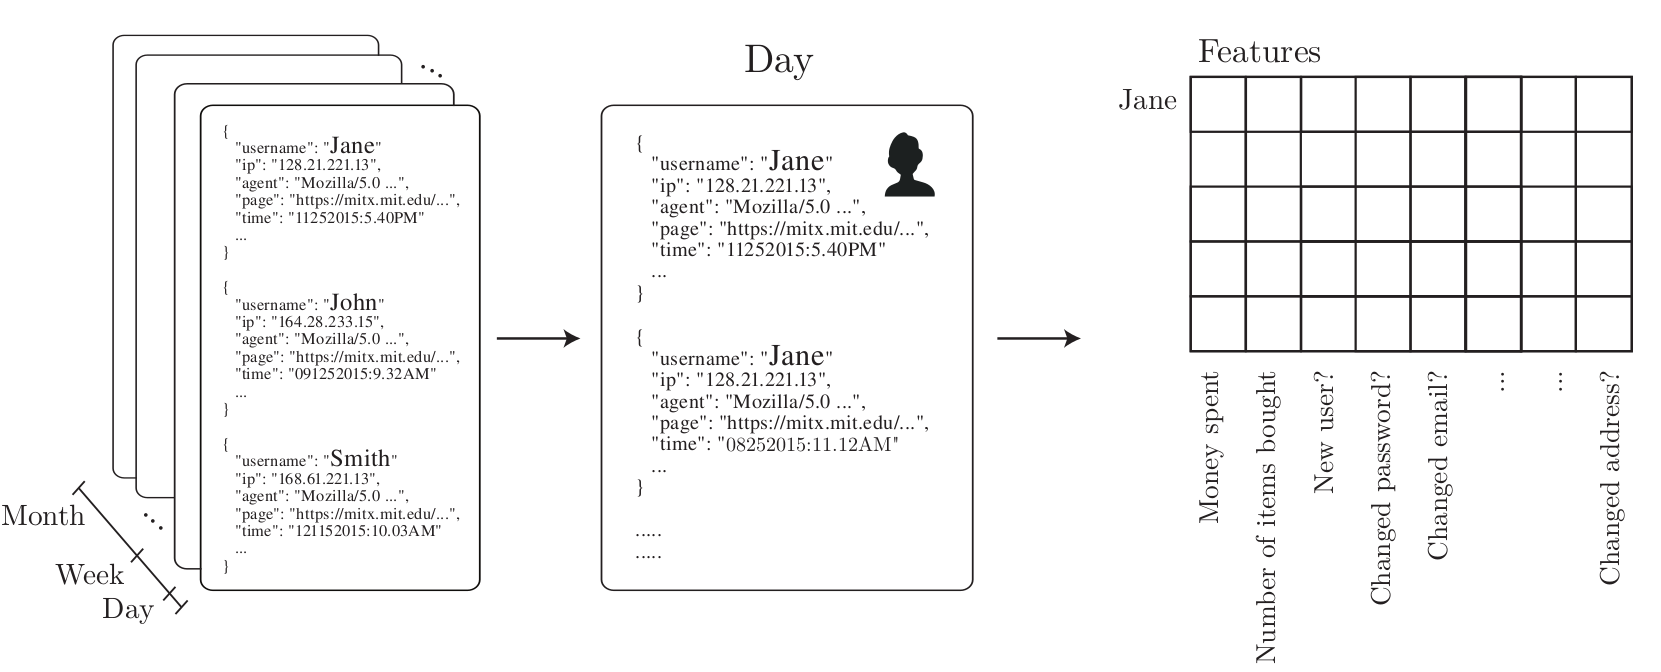 {
"username": "Jane"
"ip": "128.21.221.13",
"agent": "Mozilla/5.0 ...",
"page": "https://mitx.mit.edu/...",
"time": "11252015:5.40PM"
...
}
{
"username": "John"
"ip": "164.28.233.15",
"agent": "Mozilla/5.0 ...",
"page": "https://mitx.mit.edu/...",
"time": "091252015:9.32AM"
...
}
{
"username": "Smith"
"ip": "168.61.221.13",
"agent": "Mozilla/5.0 ...",
"page": "https://mitx.mit.edu/...",
"time": "121152015:10.03AM"
...
}
...
...
Month
Week
Day
Day
{
"username": "Jane"
"ip": "128.21.221.13",
"agent": "Mozilla/5.0 ...",
"page": "https://mitx.mit.edu/...",
"time": "11252015:5.40PM"
...
}
{
"username": "Jane"
"ip": "128.21.221.13",
"agent": "Mozilla/5.0 ...",
"page": "https://mitx.mit.edu/...",
"time": "08252015:11.12AM"
...
}
.....
.....
Features
Jane
Money spent
Number of items bought
New user?
Changed password?
Changed email?
...
...
Changed address?